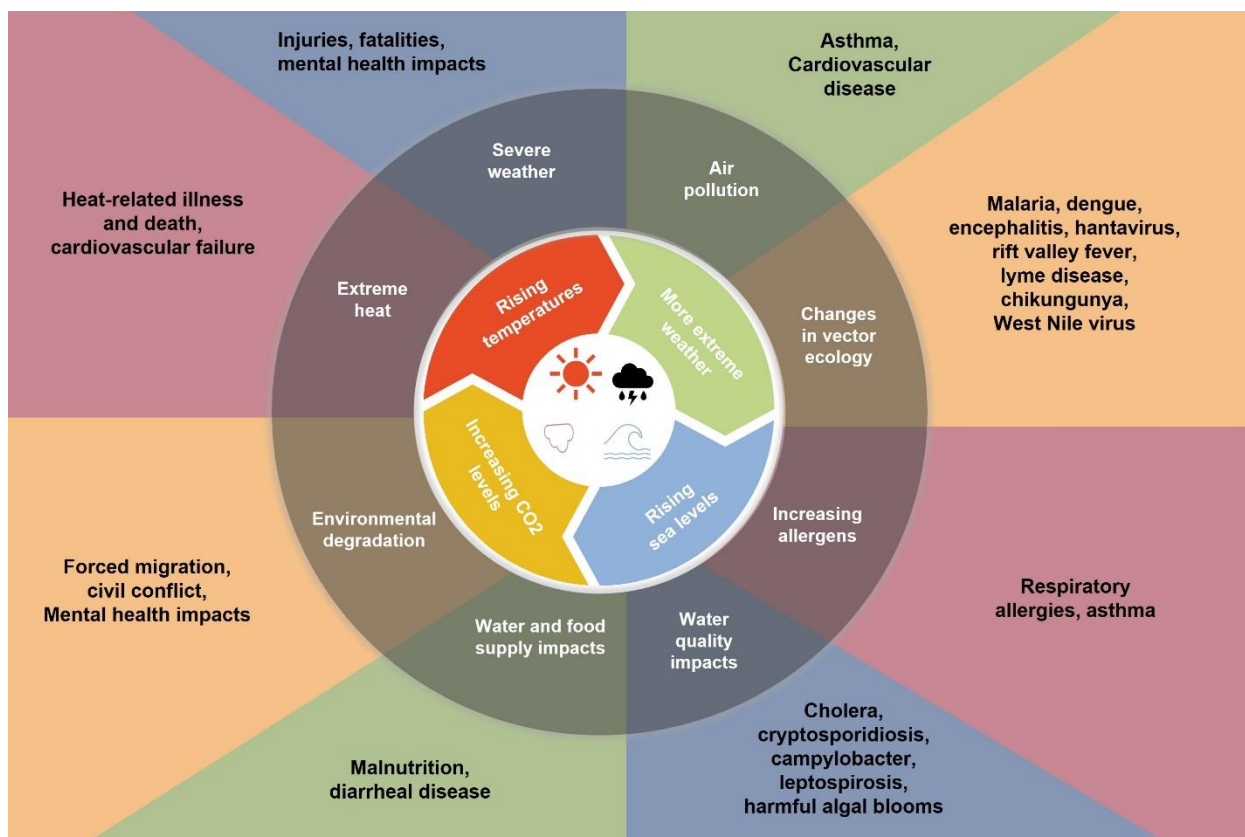 Injuries, fatalities,
mental health impacts
Asthma,
Cardiovascular
disease
Severe
weather
Air
pollution
Heat-related illness
and death,
cardiovascular failure
Malaria, dengue,
encephalitis, hantavirus,
rift valley fever,
lyme disease,
chikungunya,
West Nile virus
Extreme
heat
Rising
temperatures
More extreme
weather
Changes
in vector
ecology
Increasing CO2
levels
Rising
sea levels
Environmental
degradation
Increasing
allergens
Forced migration,
civil conflict,
Mental health impacts
Respiratory
allergies, asthma
Water and food
supply impacts
Water
quality
impacts
Malnutrition,
diarrheal disease
Cholera,
cryptosporidiosis,
campylobacter,
leptospirosis,
harmful algal blooms